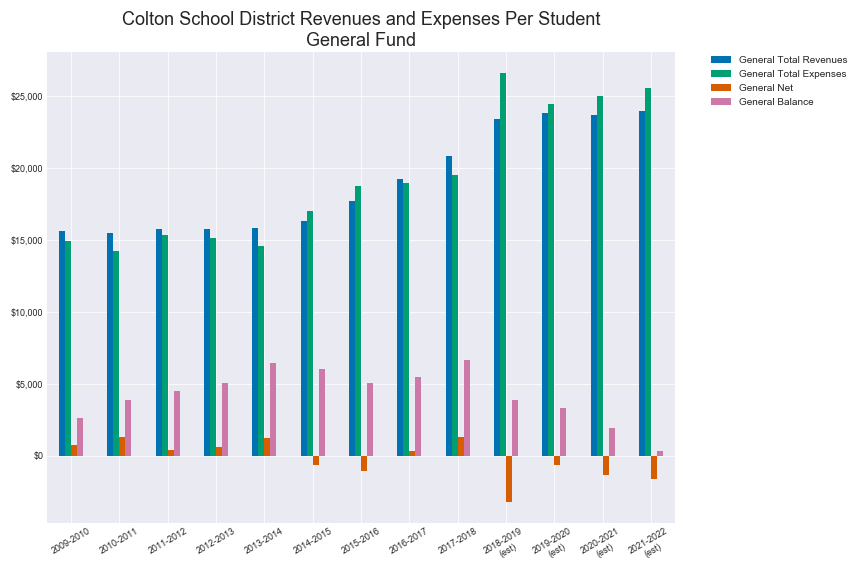 Colton School District Revenues and Expenses Per Student
General Fund
General Total Revenues
General Total Expenses
General Net
General Balance
$25,000
$20,000
$15,000
$10,000
$5,000
$0
2009-2010
2010-2011
2011-2012
2012-2013
2013-2014
2014-2015
2015-2016
2016-2017
2017-2018
2018-2019
(est)
2019-2020
(est)
2020-2021
(est)
2021-2022
(est)